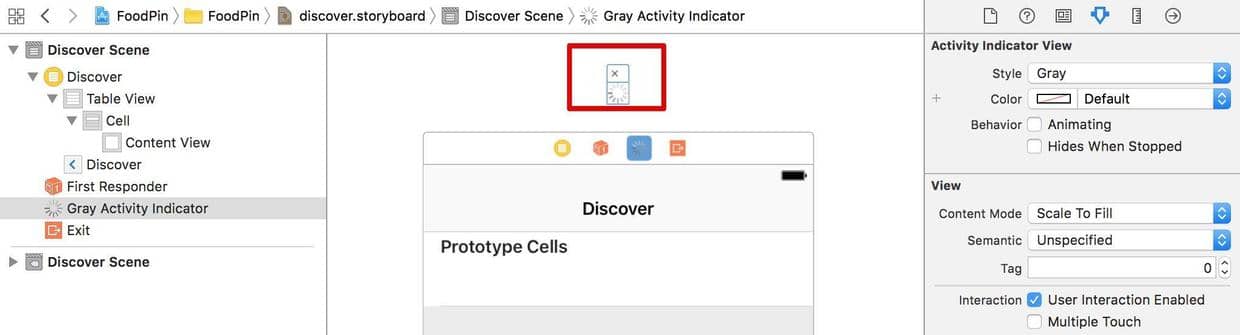 FoodPin FoodPin discover.storyboard Discover Scene Gray Activity Indicator
Discover Scene
Discover
Table View
Cell
Content View
Discover
First Responder
Gray Activity Indicator
Exit
Discover Scene
Discover
Prototype Cells
Activity Indicator View
Style Gray
Color Default
Behavior Animating
Hides When Stopped
View
Content Mode Scale To Fill
Semantic Unspecified
Tag 0
Interaction User Interaction Enabled
Multiple Touch